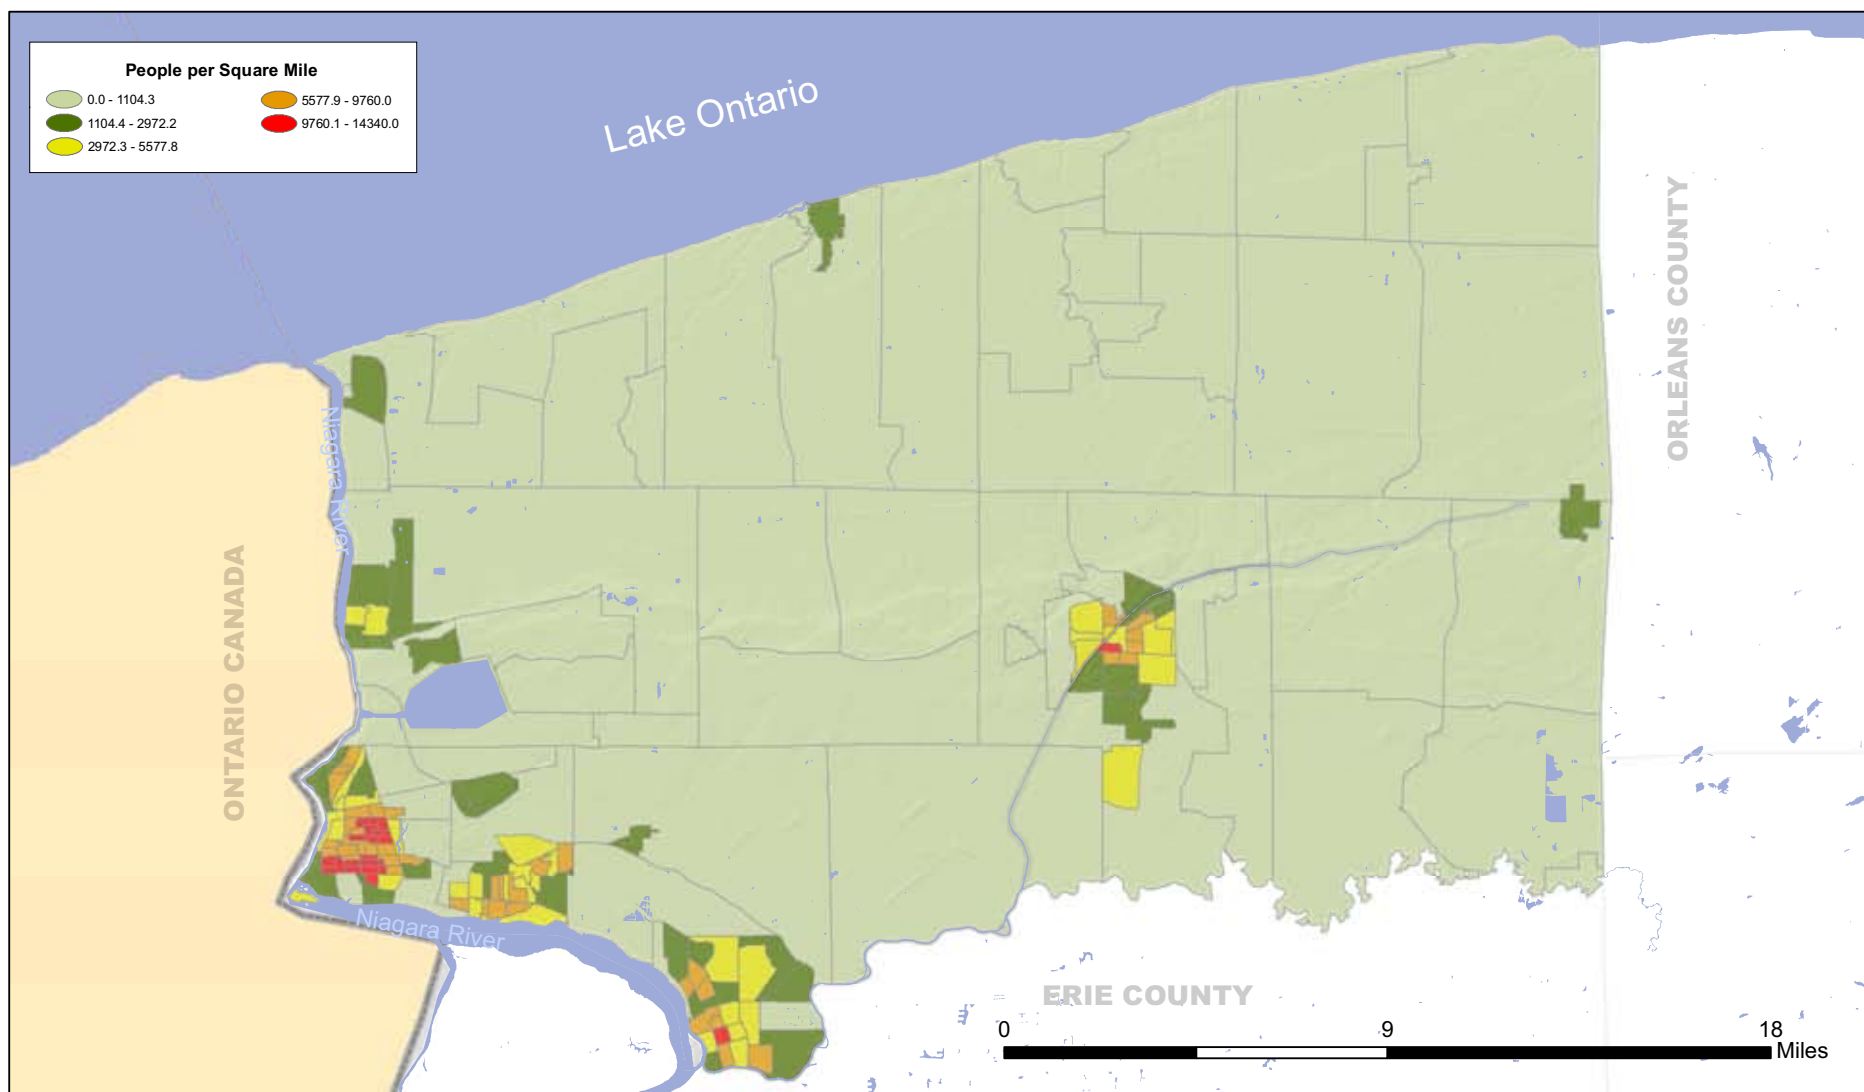 People per Square Mile
0.0 - 1104.3
1104.4 - 2972.2
2972.3 - 5577.8
5577.9 - 9760.0
9760.1 - 14340.0
Lake Ontario
ORLEANS COUNTY
Niagara River
ONTARIO CANADA
Niagara River
ERIE COUNTY
0 9 18
Miles